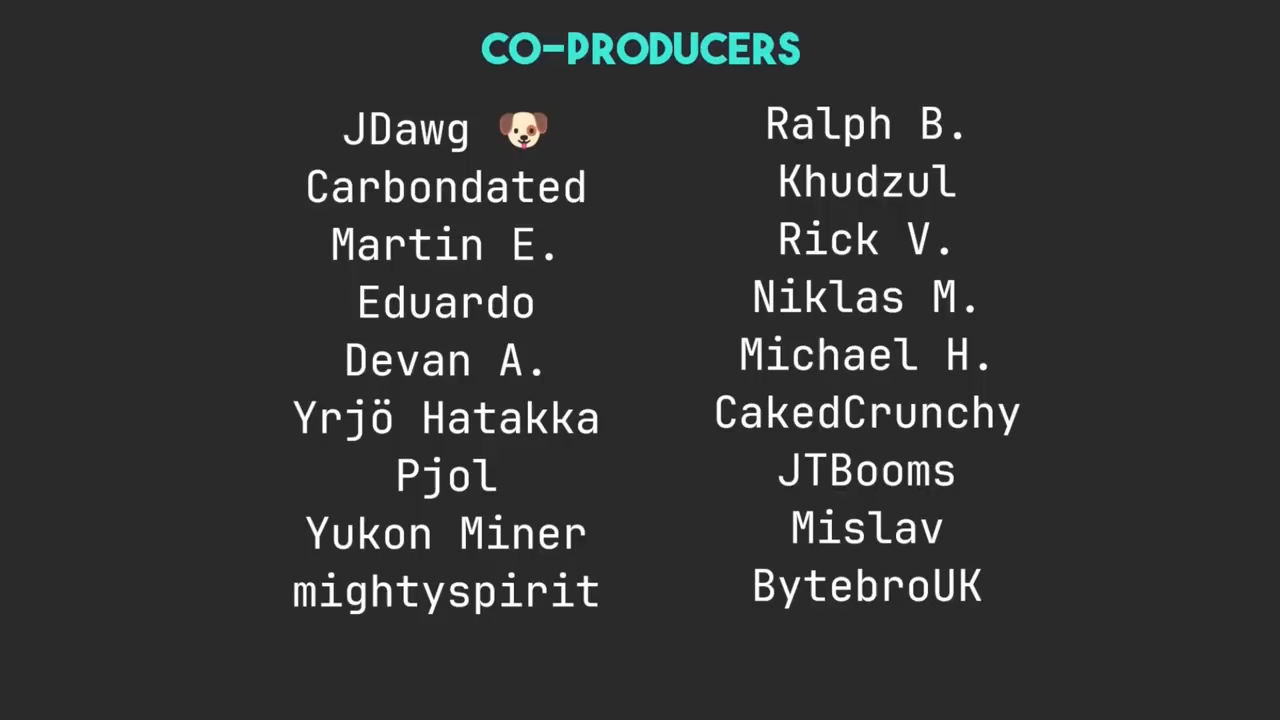 CO-PRODUCERS
JDawg 🐶
Carbondated
Martin E.
Eduardo
Devan A.
Yrjö Hatakka
Pjol
Yukon Miner
mightyspirit
Ralph B.
Khudzul
Rick V.
Niklas M.
Michael H.
CakedCrunchy
JTBooms
Mislav
BytebroUK